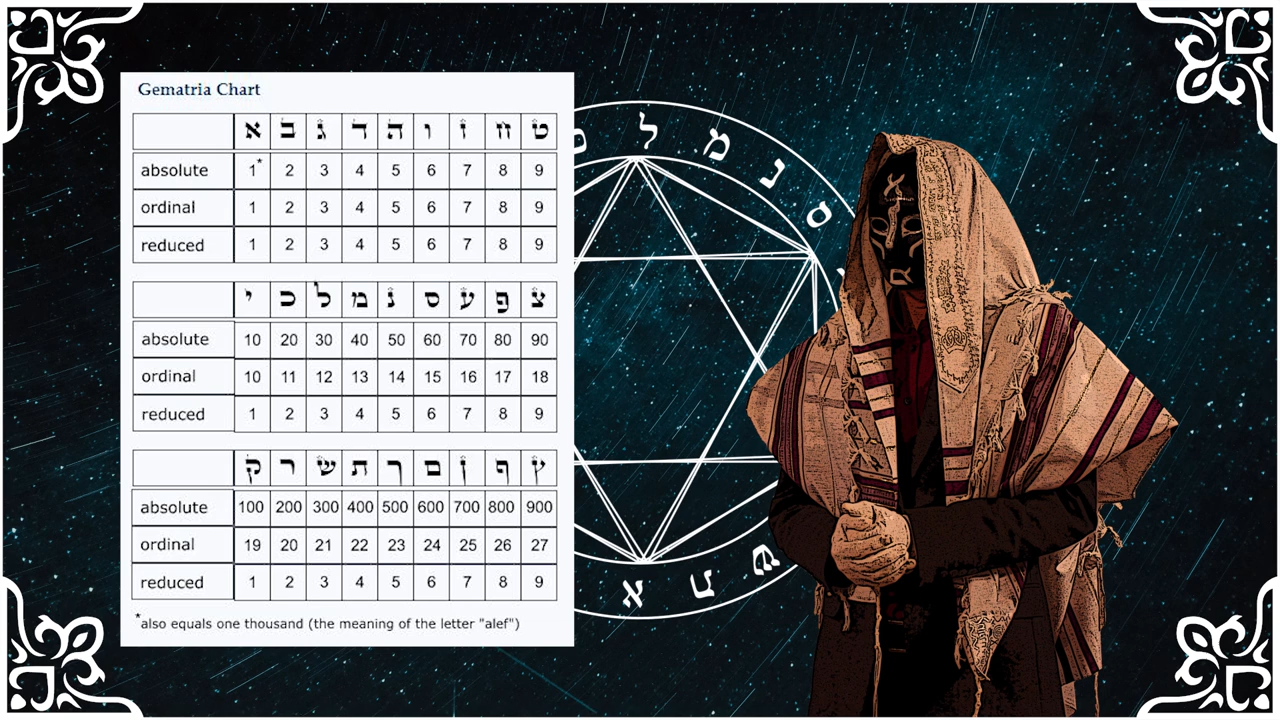 Gematria Chart
א ב ג ד ה ו ז ח ט
absolute 1* 2 3 4 5 6 7 8 9
ordinal 1 2 3 4 5 6 7 8 9
reduced 1 2 3 4 5 6 7 8 9
י כ ל מ נ ס ע פ צ
absolute 10 20 30 40 50 60 70 80 90
ordinal 10 11 12 13 14 15 16 17 18
reduced 1 2 3 4 5 6 7 8 9
ק ר ש ת ך ם ן ף ץ
absolute 100 200 300 400 500 600 700 800 900
ordinal 19 20 21 22 23 24 25 26 27
reduced 1 2 3 4 5 6 7 8 9
*also equals one thousand (the meaning of the letter "alef")
ל מ נ ס
א ת ש